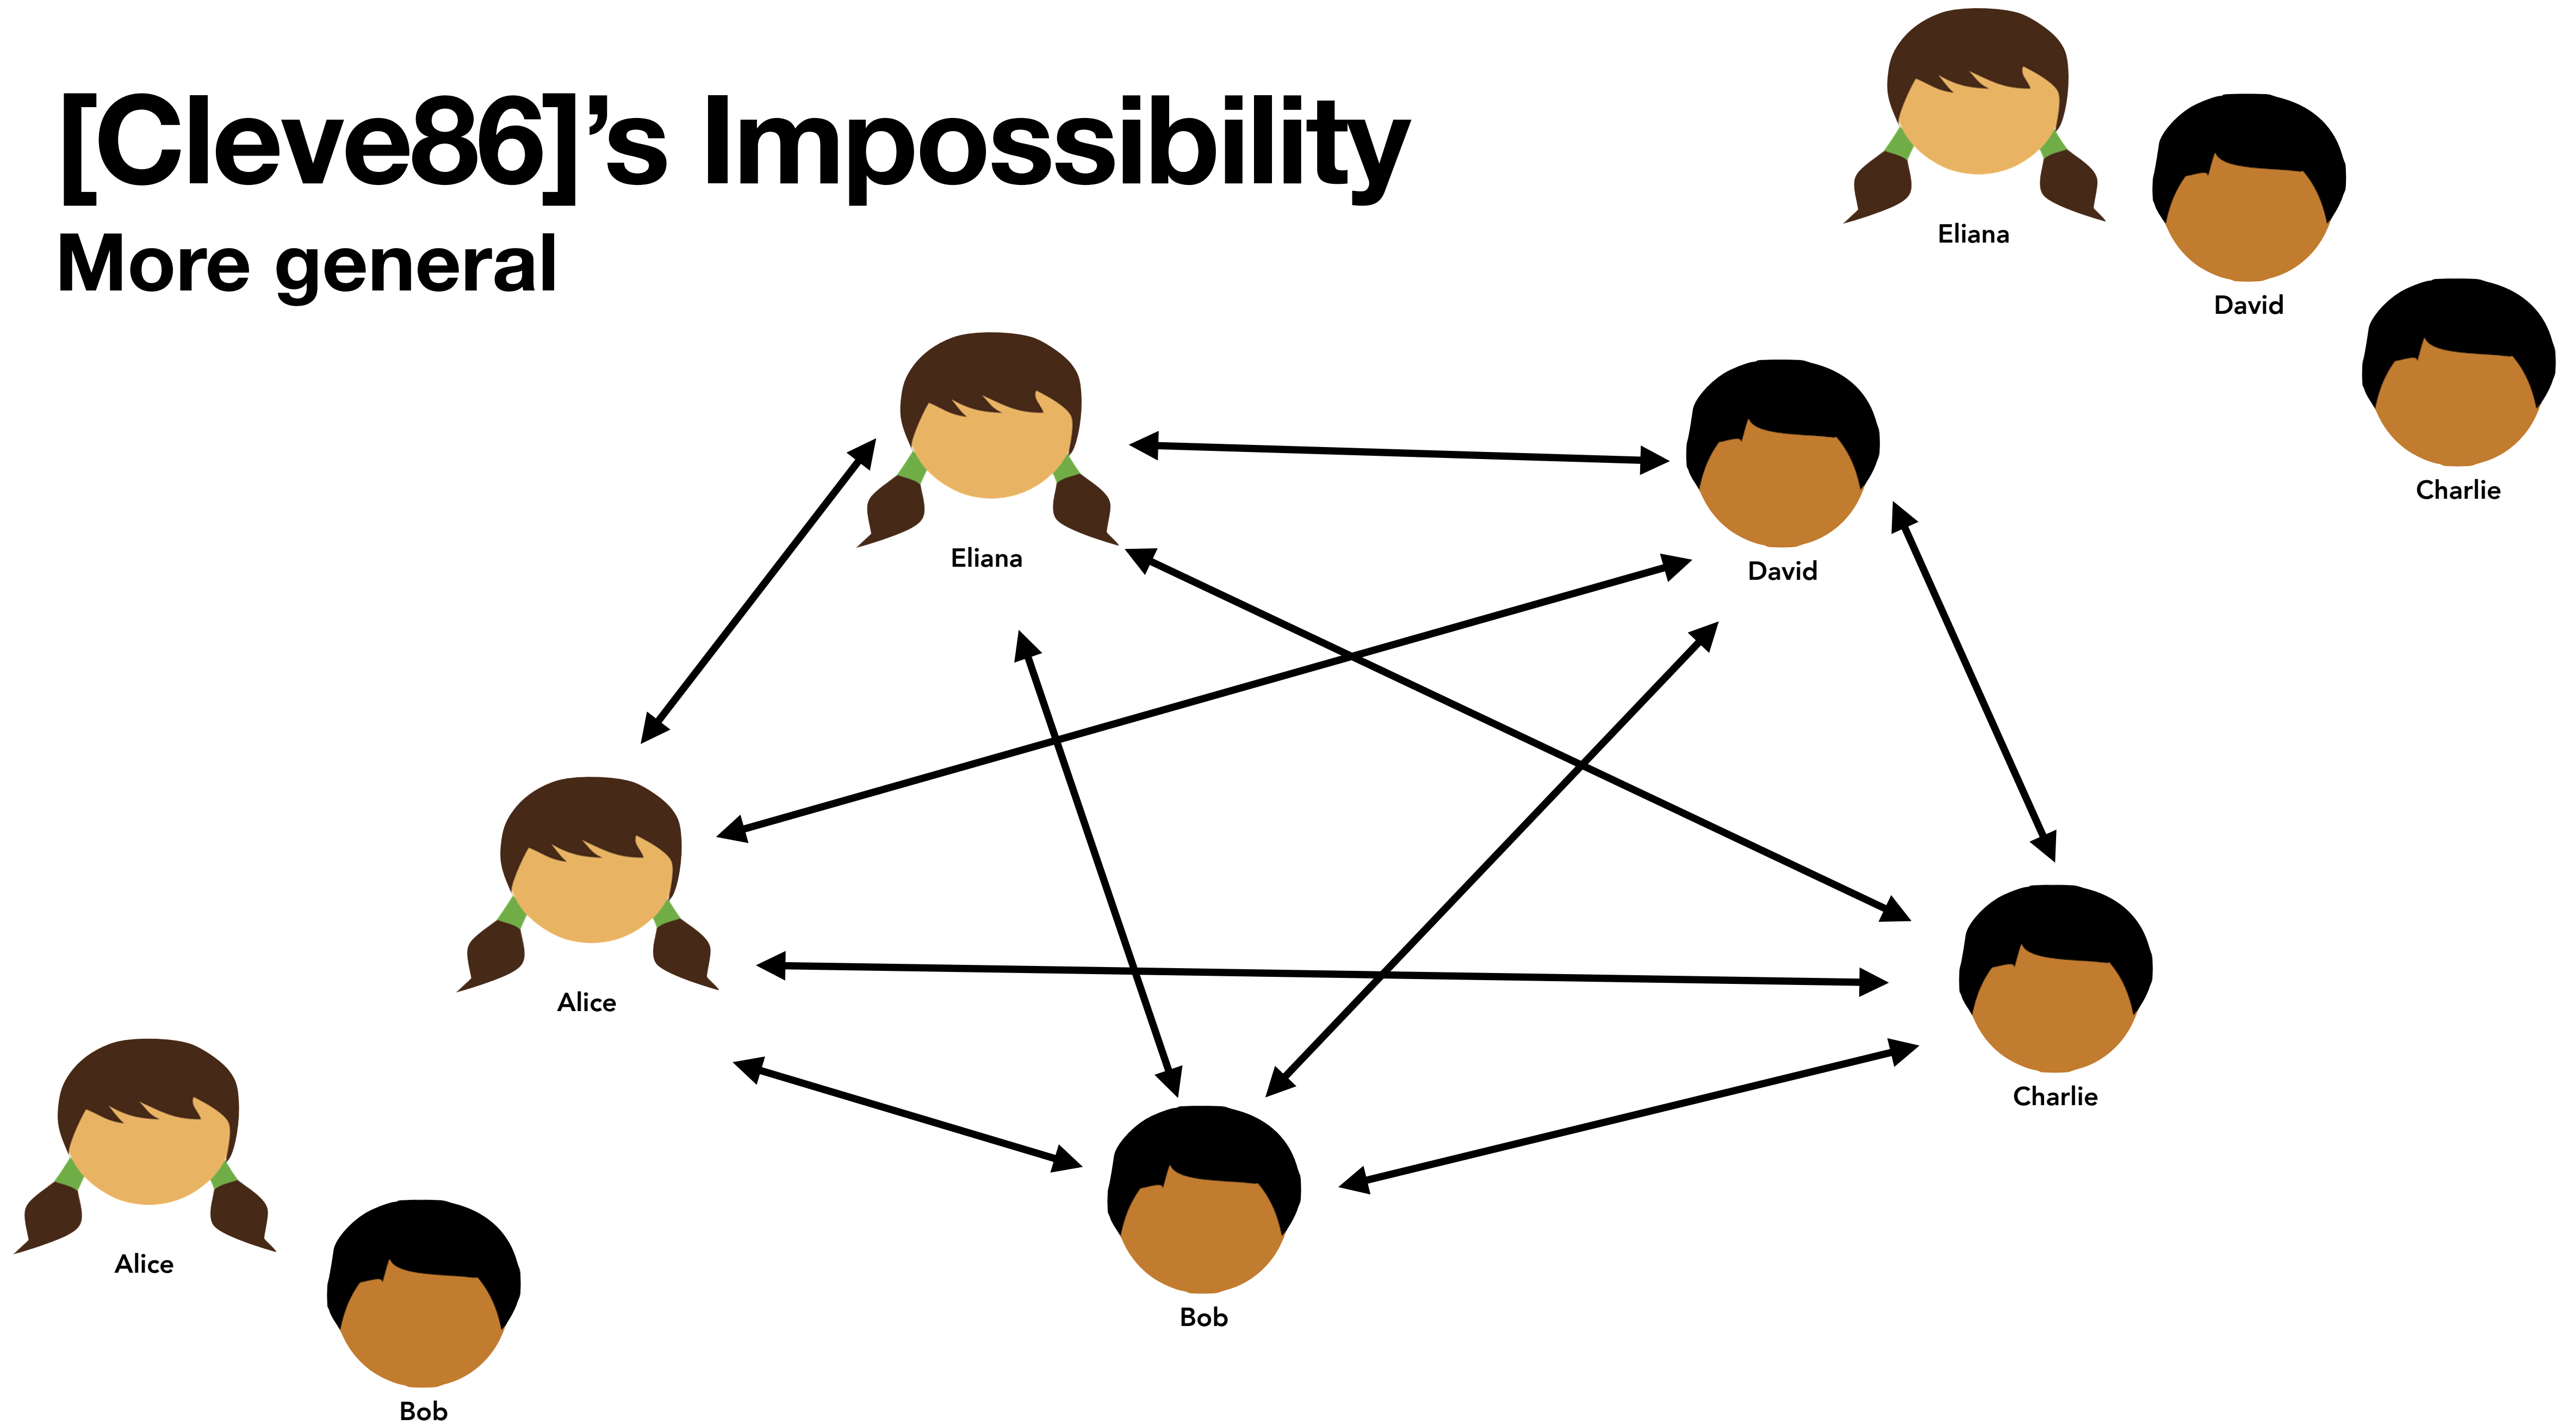 [Cleve86]’s Impossibility
More general
Eliana
David
Charlie
Eliana
David
Alice
Charlie
Alice
Bob
Bob